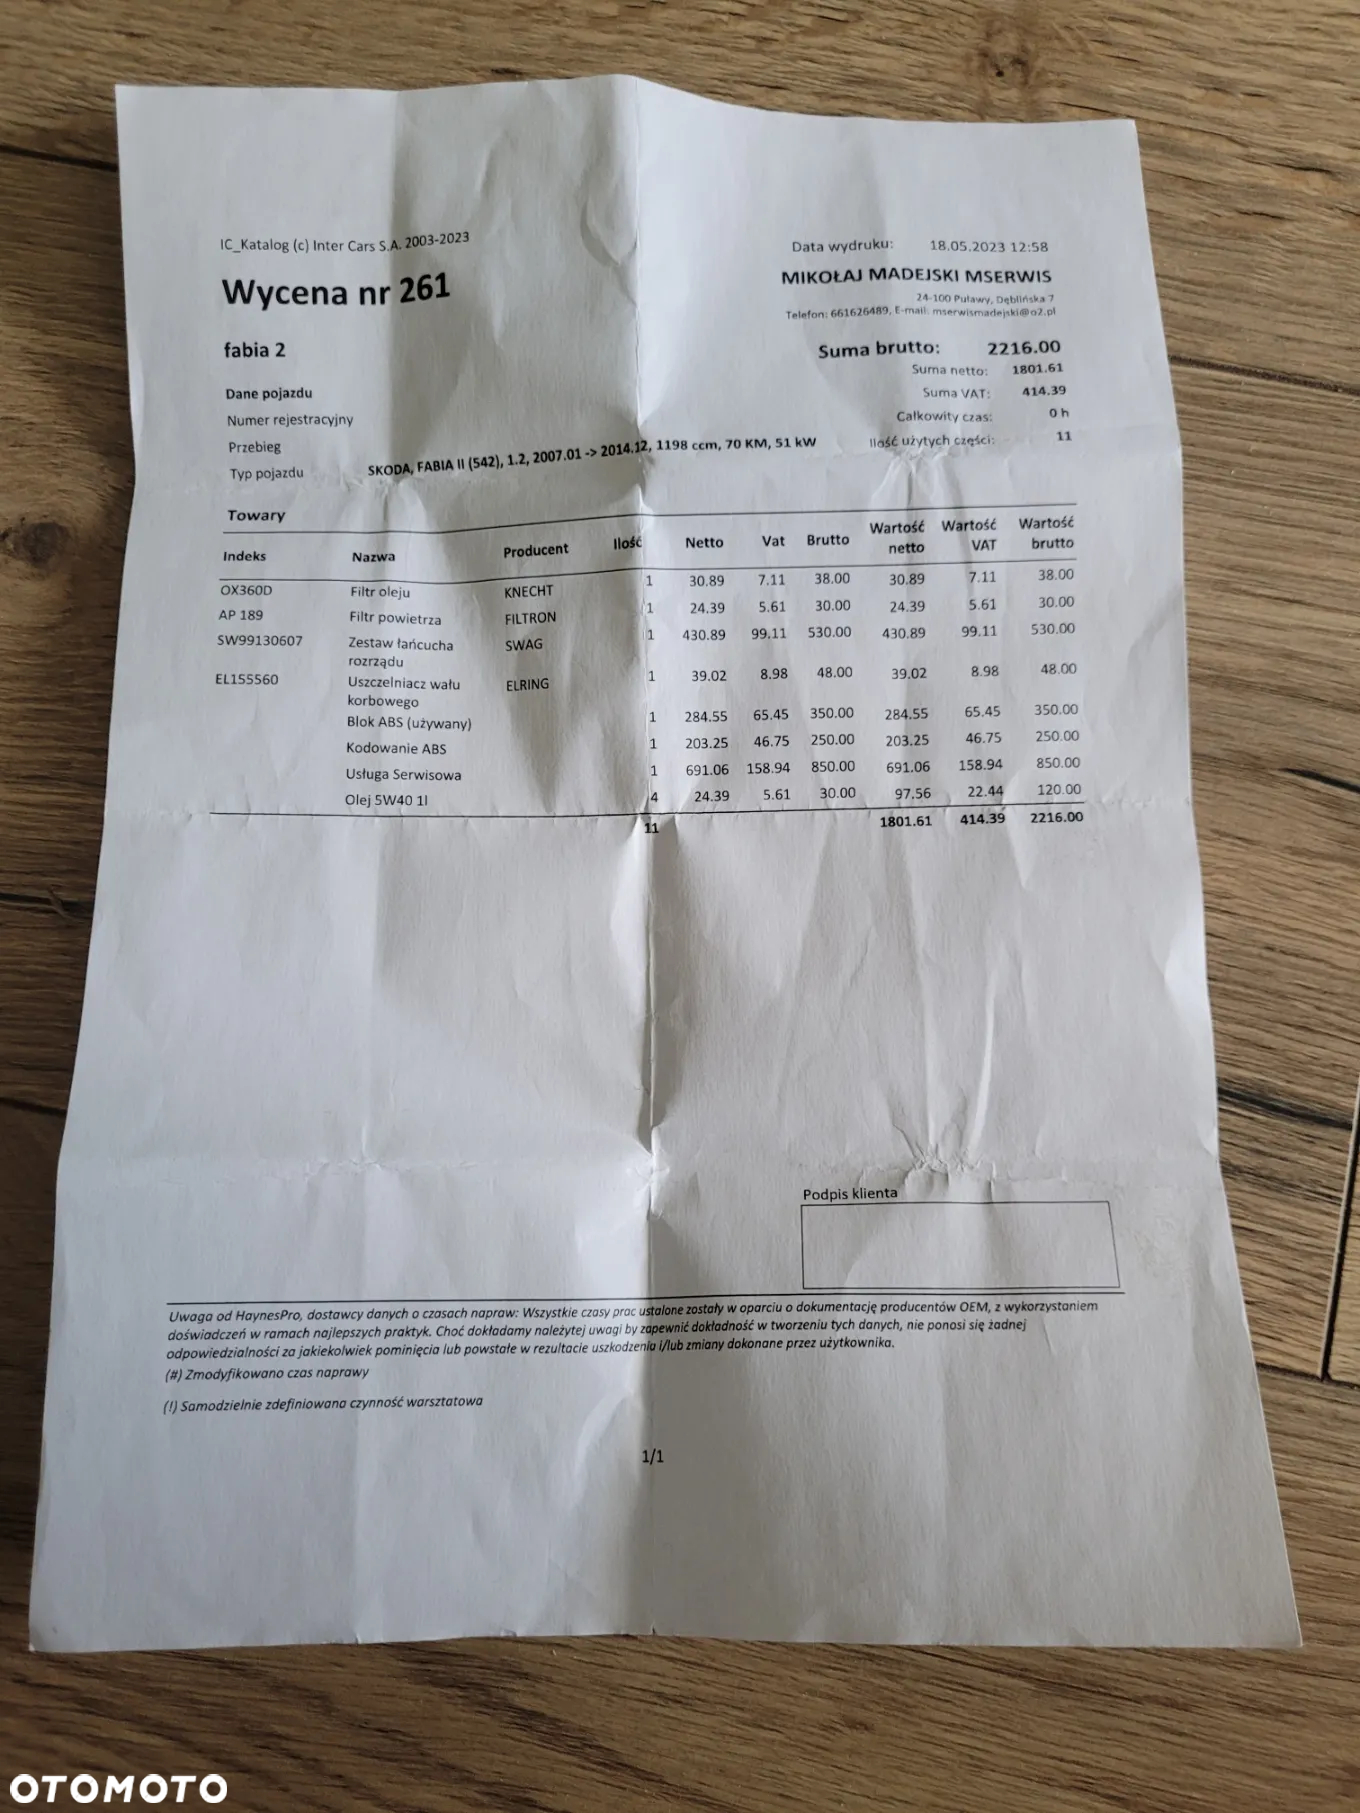 IC_Katalog (c) Inter Cars S.A. 2003-2023
Data wydruku: 18.05.2023 12:58
Wycena nr 261
MIKOŁAJ MADEJSKI MSERWIS
24-100 Puławy, Dęblińska 7
Telefon: 661626489, E-mail: mserwismadejski@o2.pl
fabia 2
Suma brutto: 2216.00
Suma netto: 1801.61
Dane pojazdu
Suma VAT: 414.39
Numer rejestracyjny
Całkowity czas: 0 h
Przebieg
Ilość użytych części: 11
Typ pojazdu SKODA, FABIA II (542), 1.2, 2007.01 -> 2014.12, 1198 ccm, 70 KM, 51 kW
Towary
Indeks Nazwa Producent Ilość Netto Vat Brutto Wartość netto Wartość VAT Wartość brutto
OX360D Filtr oleju KNECHT 1 30.89 7.11 38.00 30.89 7.11 38.00
AP 189 Filtr powietrza FILTRON 1 24.39 5.61 30.00 24.39 5.61 30.00
SW99130607 Zestaw łańcucha SWAG 1 430.89 99.11 530.00 430.89 99.11 530.00
rozrządu
EL155560 Uszczelniacz wału ELRING 1 39.02 8.98 48.00 39.02 8.98 48.00
korbowego
Blok ABS (używany) 1 284.55 65.45 350.00 284.55 65.45 350.00
Kodowanie ABS 1 203.25 46.75 250.00 203.25 46.75 250.00
Usługa Serwisowa 1 691.06 158.94 850.00 691.06 158.94 850.00
Olej 5W40 1l 4 24.39 5.61 30.00 97.56 22.44 120.00
11 1801.61 414.39 2216.00
Podpis klienta
Uwaga od HaynesPro, dostawcy danych o czasach napraw: Wszystkie czasy prac ustalone zostały w oparciu o dokumentację producentów OEM, z wykorzystaniem
doświadczeń w ramach najlepszych praktyk. Choć dokładamy należytej uwagi by zapewnić dokładność w tworzeniu tych danych, nie ponosi się żadnej
odpowiedzialności za jakiekolwiek pominięcia lub powstałe w rezultacie uszkodzenia i/lub zmiany dokonane przez użytkownika.
(#) Zmodyfikowano czas naprawy
(!) Samodzielnie zdefiniowana czynność warsztatowa
1/1
OTOMOTO